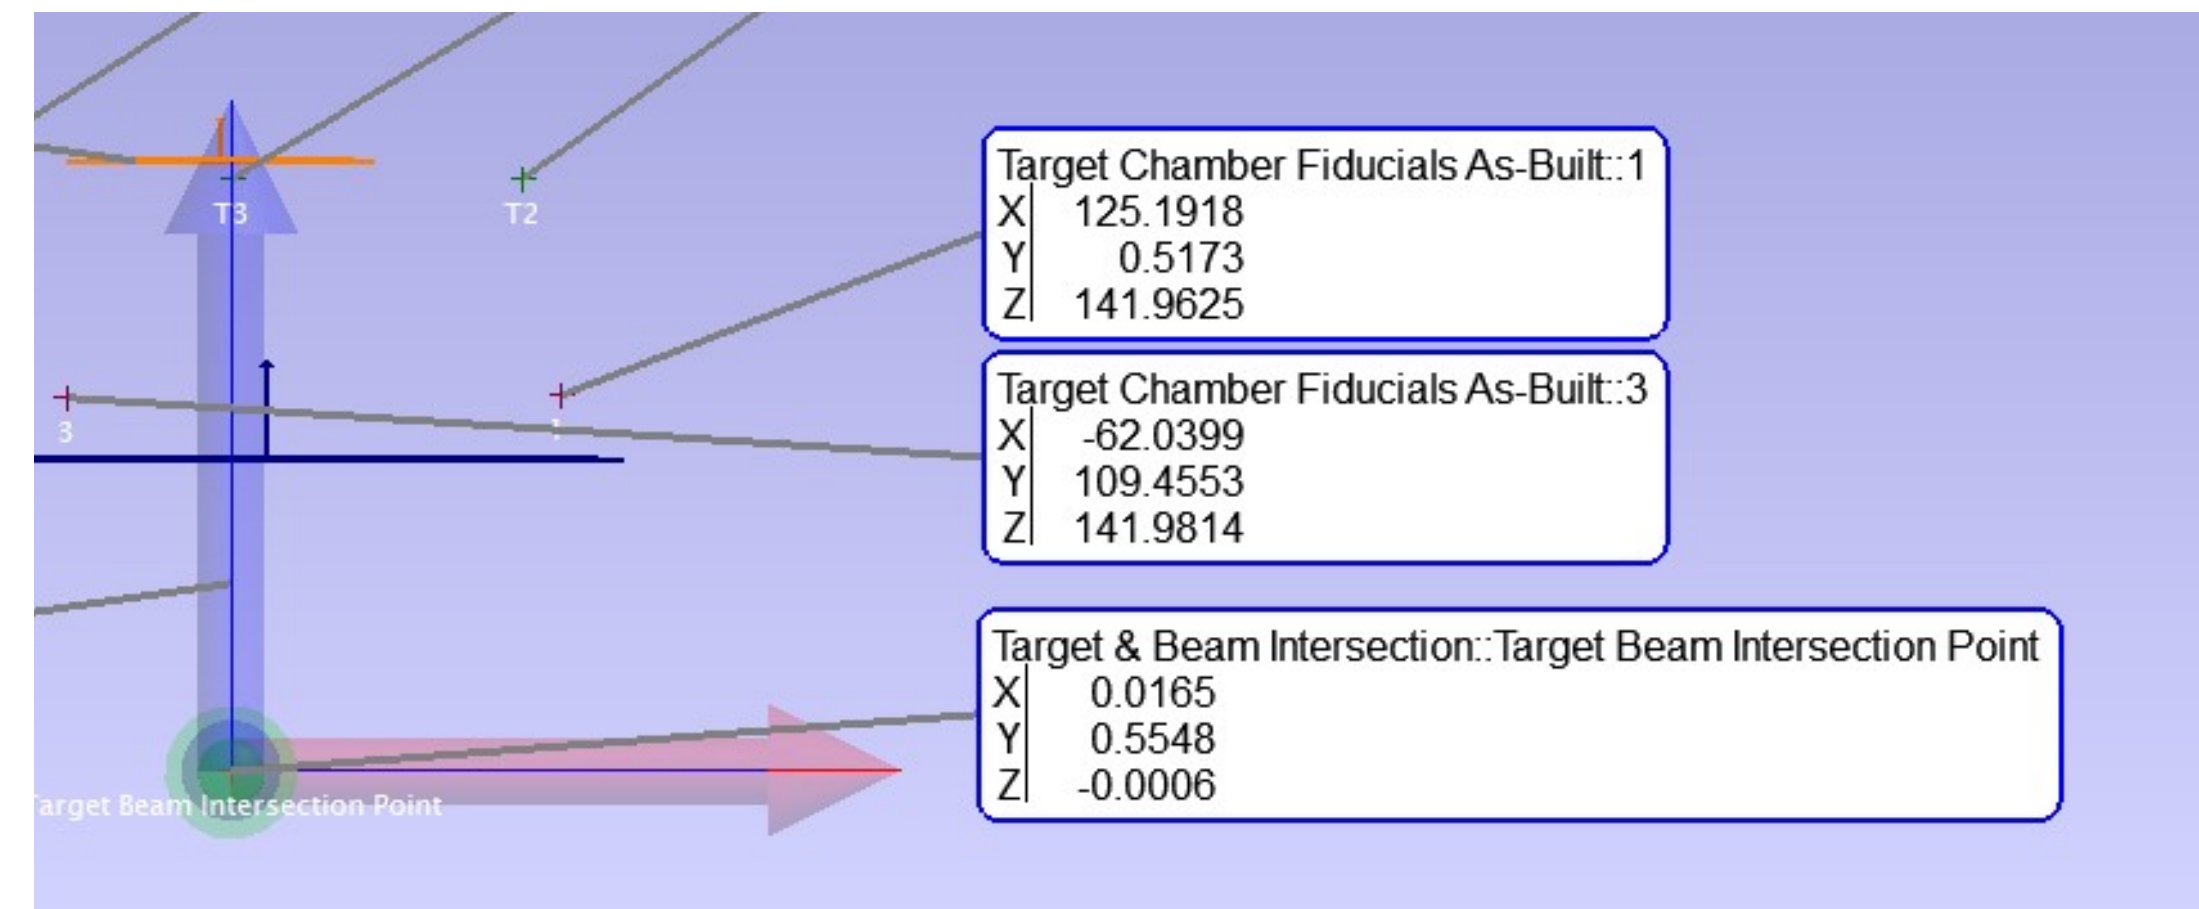 T3
T2
Target Chamber Fiducials As-Built::1
X 125.1918
Y 0.5173
Z 141.9625
3
Target Chamber Fiducials As-Built::3
X -62.0399
Y 109.4553
Z 141.9814
Target & Beam Intersection::Target Beam Intersection Point
X 0.0165
Y 0.5548
Z -0.0006
Beam Intersection Point